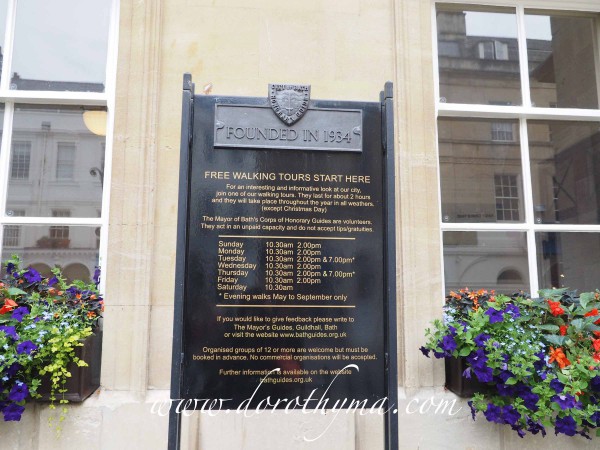 FOUNDED IN 1934
FREE WALKING TOURS START HERE
For an interesting and informative look at our city,
join one of our walking tours. They last for about 2 hours
and they will take place throughout the year in all weathers.
(except Christmas Day)
The Mayor of Bath's Corps of Honorary Guides are volunteers.
They act in an unpaid capacity and do not accept tips/gratuities.
Sunday 10.30am 2.00pm
Monday 10.30am 2.00pm
Tuesday 10.30am 2.00pm & 7.00pm*
Wednesday 10.30am 2.00pm
Thursday 10.30am 2.00pm & 7.00pm*
Friday 10.30am 2.00pm
Saturday 10.30am
* Evening walks May to September only
If you would like to give feedback please write to
The Mayor's Guides, Guildhall, Bath
or visit the website www.bathguides.org.uk
Organised groups of 12 or more are welcome but must be
booked in advance. No commercial organisations will be accepted.
Further information is available on the website
bathguides.org.uk
www.dorothyma.com